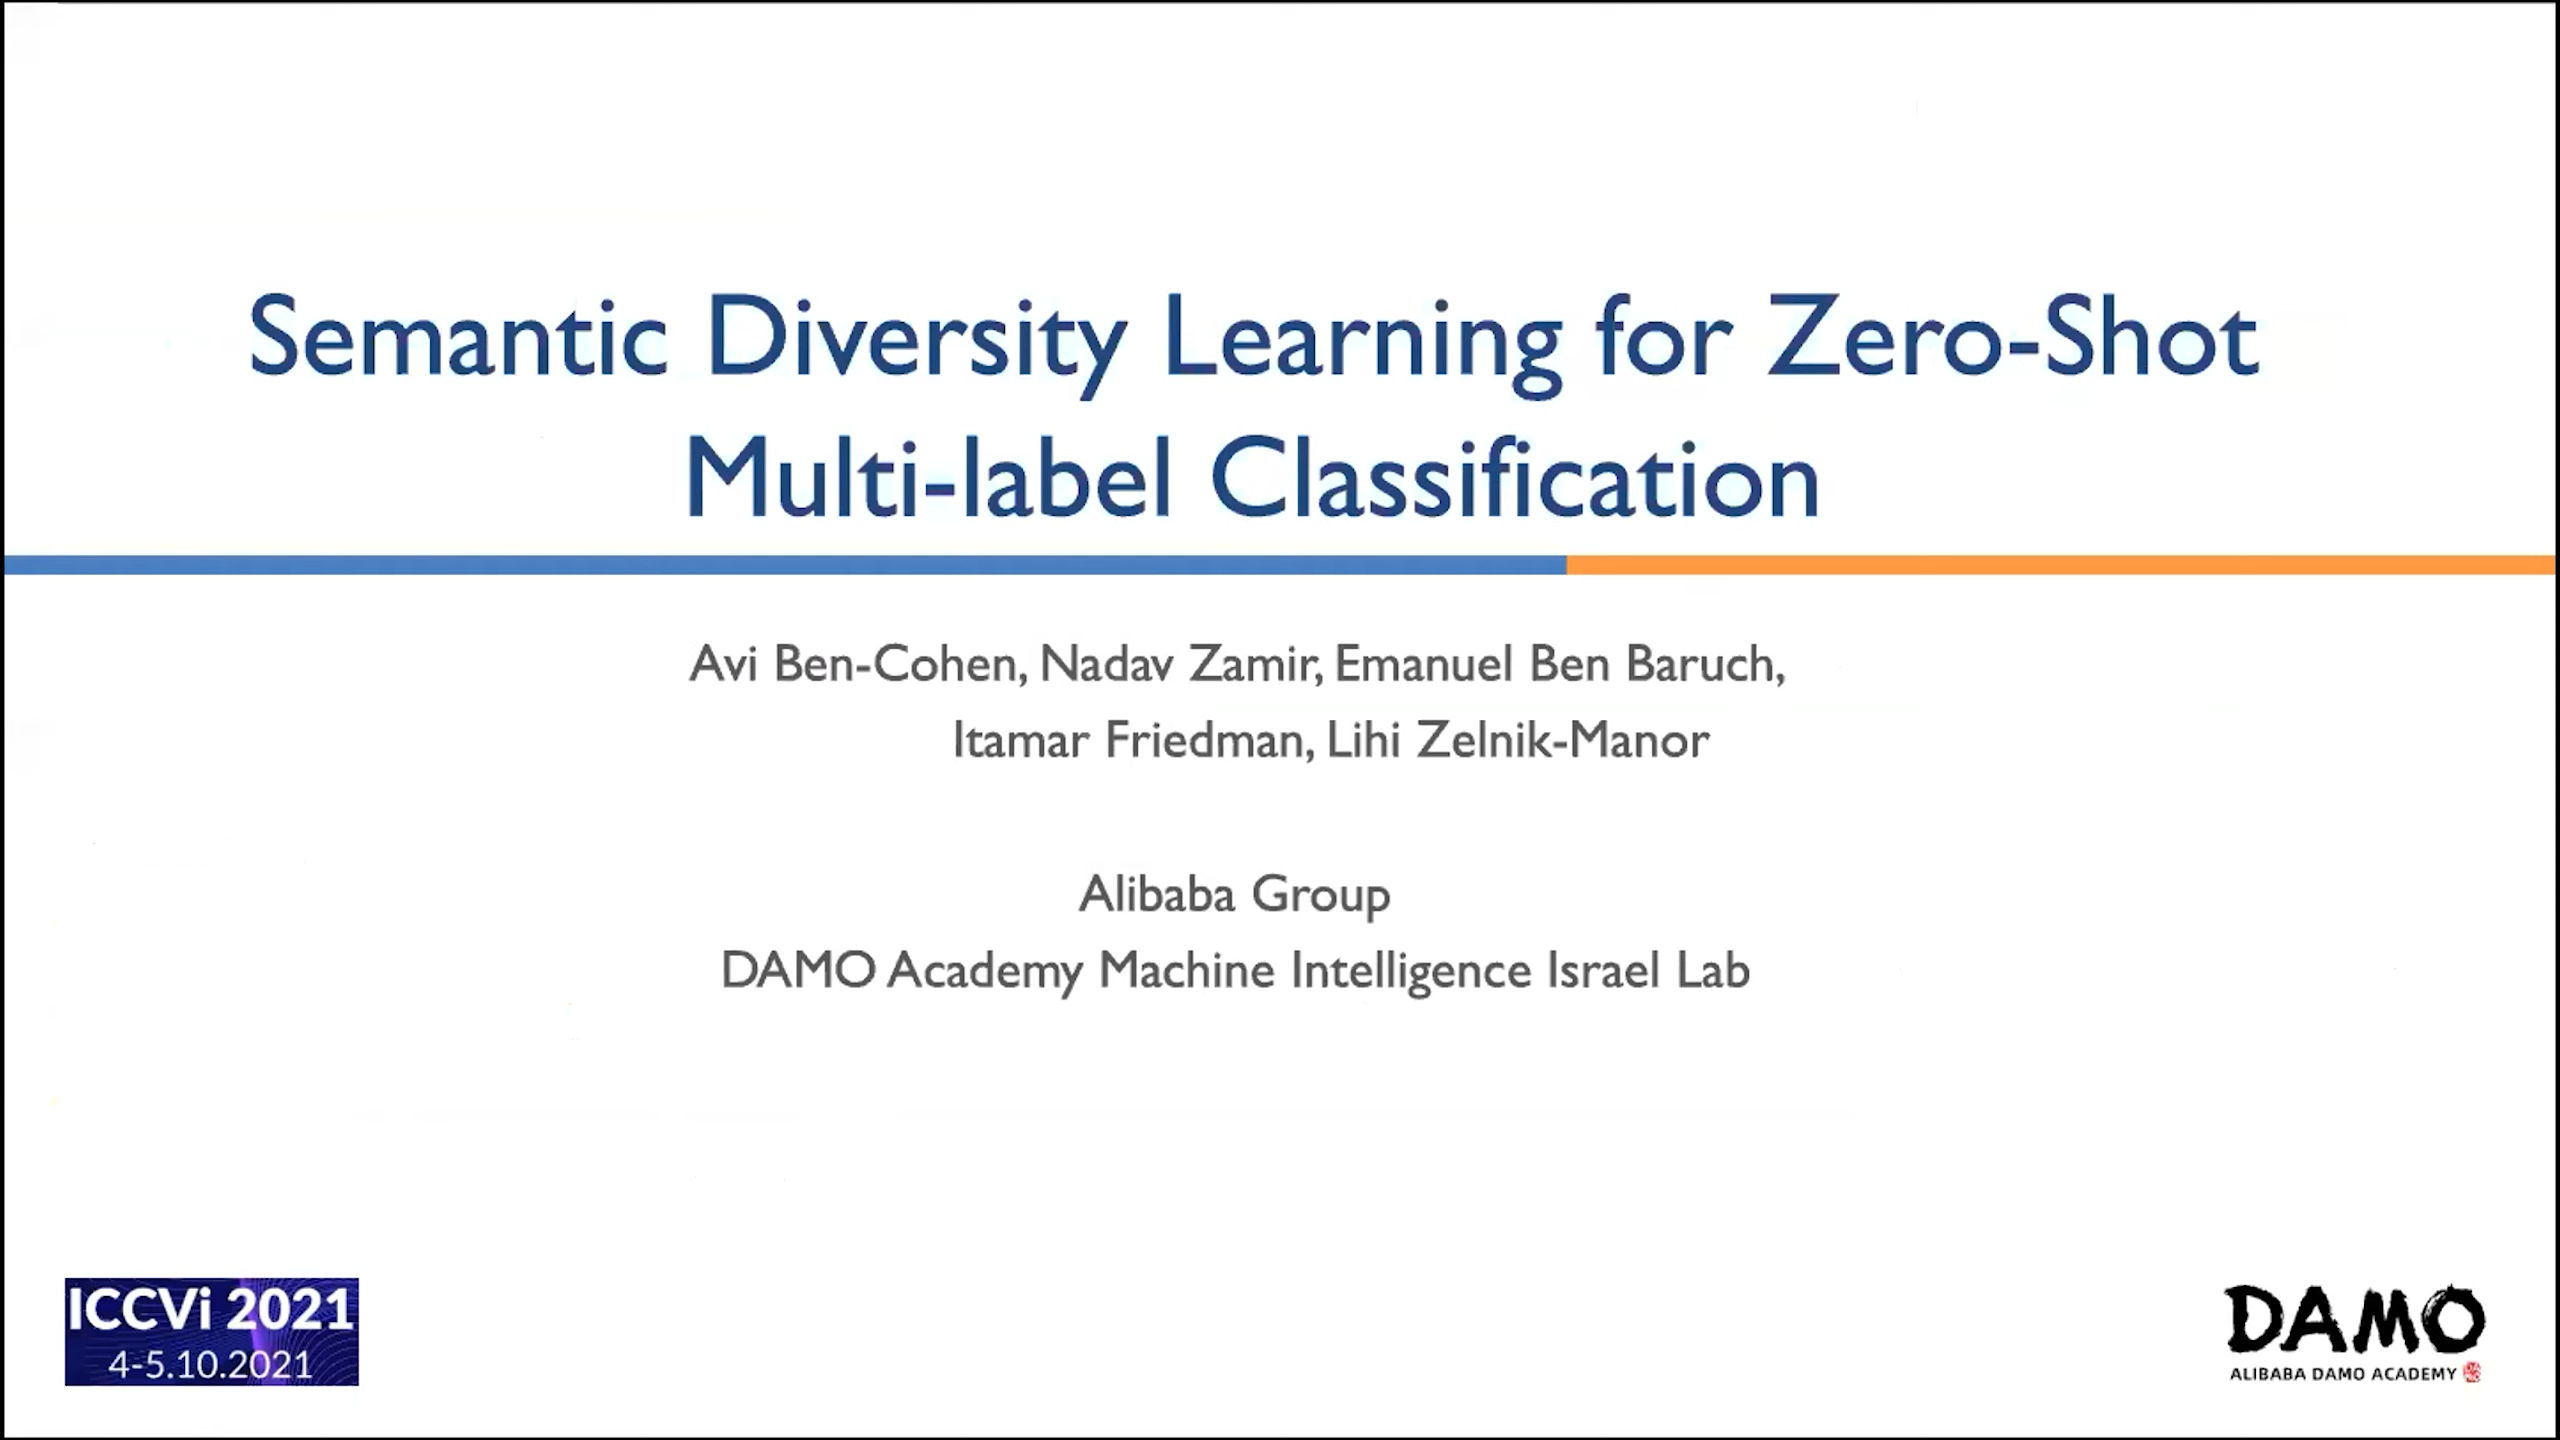 Semantic Diversity Learning for Zero-Shot
Multi-label Classification
Avi Ben-Cohen, Nadav Zamir, Emanuel Ben Baruch,
Itamar Friedman, Lihi Zelnik-Manor
Alibaba Group
DAMO Academy Machine Intelligence Israel Lab
ICCVi 2021
4-5.10.2021
DAMO
ALIBABA DAMO ACADEMY